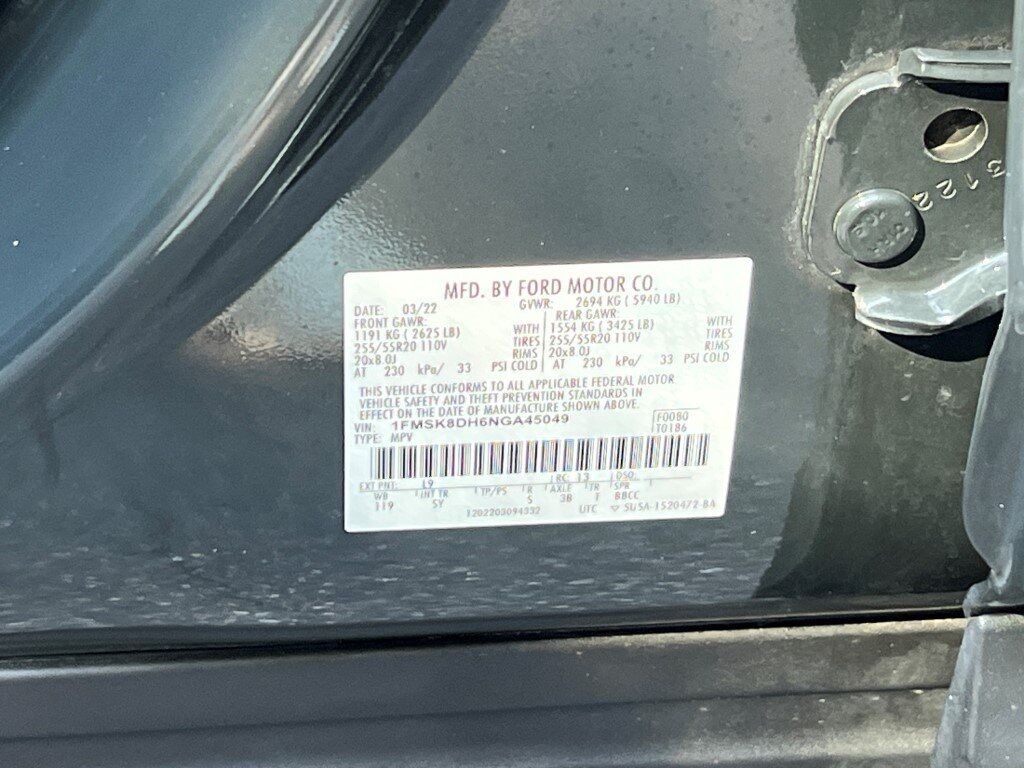 MFD. BY FORD MOTOR CO.
DATE: 03/22 GVWR: 2694 KG ( 5940 LB)
FRONT GAWR: REAR GAWR:
1191 KG ( 2625 LB) WITH 1554 KG ( 3425 LB) WITH
255/55R20 110V TIRES 255/55R20 110V TIRES
20x8.0J RIMS 20x8.0J RIMS
AT 230 kPa/ 33 PSI COLD AT 230 kPa/ 33 PSI COLD
THIS VEHICLE CONFORMS TO ALL APPLICABLE FEDERAL MOTOR
VEHICLE SAFETY AND THEFT PREVENTION STANDARDS IN
EFFECT ON THE DATE OF MANUFACTURE SHOWN ABOVE.
VIN: 1FMSK8DH6NGA45049 F0080
TYPE: MPV T0186
EXT PNT: L9 RC: 13 DSO:
WB INT TR TP/PS R AXLE TR SPR
119 5Y S 3B T BBCC
1202203094332 UTC ▽ 5U5A-1520472-BA
3122